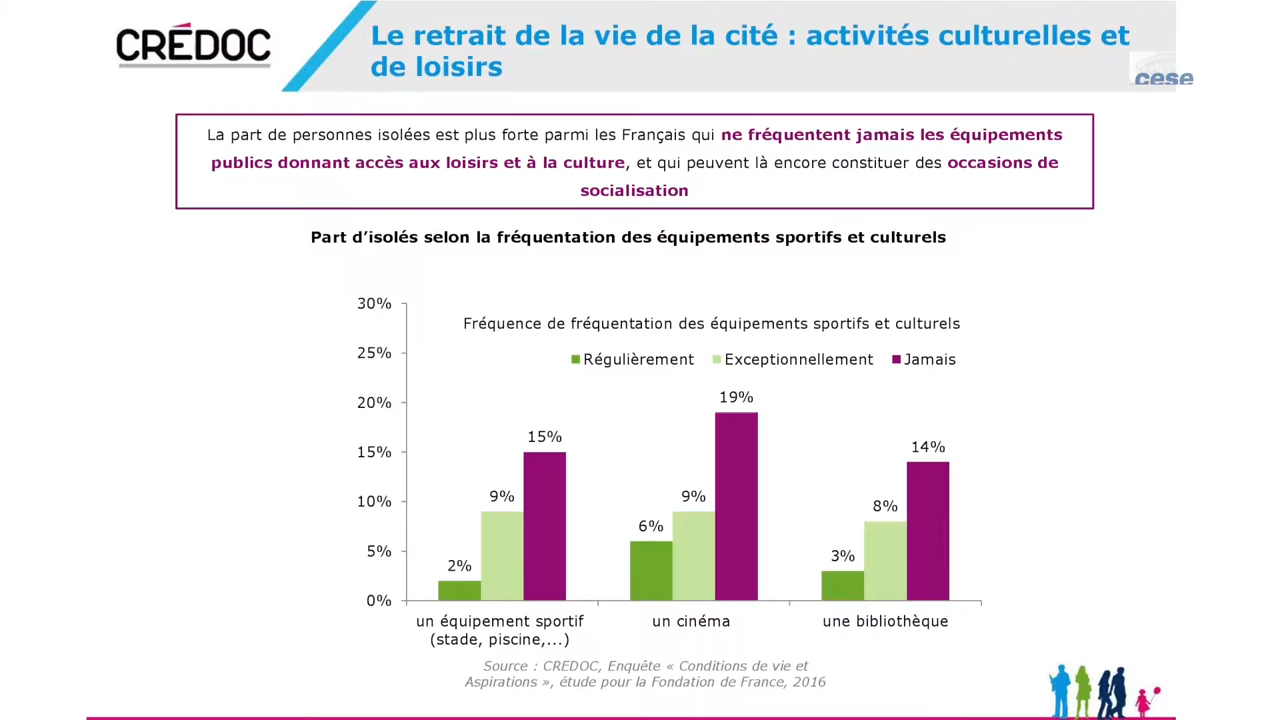 CRÉDOC
Le retrait de la vie de la cité : activités culturelles et
de loisirs
cese
La part de personnes isolées est plus forte parmi les Français qui ne fréquentent jamais les équipements
publics donnant accès aux loisirs et à la culture, et qui peuvent là encore constituer des occasions de
socialisation
Part d’isolés selon la fréquentation des équipements sportifs et culturels
30%
Fréquence de fréquentation des équipements sportifs et culturels
25%
Régulièrement Exceptionnellement Jamais
20%
19%
15%
15%
14%
10%
9%
9%
8%
6%
5%
2%
3%
0%
un équipement sportif
(stade, piscine,...)
un cinéma
une bibliothèque
Source : CREDOC, Enquête « Conditions de vie et
Aspirations », étude pour la Fondation de France, 2016